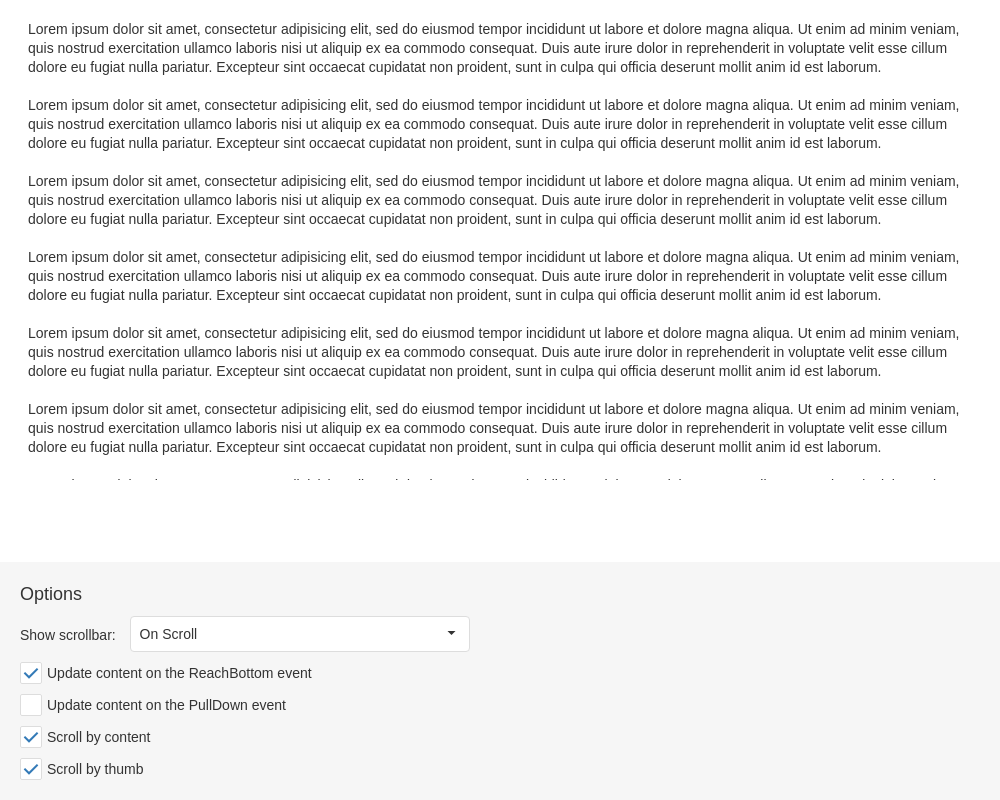 Lorem ipsum dolor sit amet, consectetur adipisicing elit, sed do eiusmod tempor incididunt ut labore et dolore magna aliqua. Ut enim ad minim veniam,
quis nostrud exercitation ullamco laboris nisi ut aliquip ex ea commodo consequat. Duis aute irure dolor in reprehenderit in voluptate velit esse cillum
dolore eu fugiat nulla pariatur. Excepteur sint occaecat cupidatat non proident, sunt in culpa qui officia deserunt mollit anim id est laborum.
Lorem ipsum dolor sit amet, consectetur adipisicing elit, sed do eiusmod tempor incididunt ut labore et dolore magna aliqua. Ut enim ad minim veniam,
quis nostrud exercitation ullamco laboris nisi ut aliquip ex ea commodo consequat. Duis aute irure dolor in reprehenderit in voluptate velit esse cillum
dolore eu fugiat nulla pariatur. Excepteur sint occaecat cupidatat non proident, sunt in culpa qui officia deserunt mollit anim id est laborum.
Lorem ipsum dolor sit amet, consectetur adipisicing elit, sed do eiusmod tempor incididunt ut labore et dolore magna aliqua. Ut enim ad minim veniam,
quis nostrud exercitation ullamco laboris nisi ut aliquip ex ea commodo consequat. Duis aute irure dolor in reprehenderit in voluptate velit esse cillum
dolore eu fugiat nulla pariatur. Excepteur sint occaecat cupidatat non proident, sunt in culpa qui officia deserunt mollit anim id est laborum.
Lorem ipsum dolor sit amet, consectetur adipisicing elit, sed do eiusmod tempor incididunt ut labore et dolore magna aliqua. Ut enim ad minim veniam,
quis nostrud exercitation ullamco laboris nisi ut aliquip ex ea commodo consequat. Duis aute irure dolor in reprehenderit in voluptate velit esse cillum
dolore eu fugiat nulla pariatur. Excepteur sint occaecat cupidatat non proident, sunt in culpa qui officia deserunt mollit anim id est laborum.
Lorem ipsum dolor sit amet, consectetur adipisicing elit, sed do eiusmod tempor incididunt ut labore et dolore magna aliqua. Ut enim ad minim veniam,
quis nostrud exercitation ullamco laboris nisi ut aliquip ex ea commodo consequat. Duis aute irure dolor in reprehenderit in voluptate velit esse cillum
dolore eu fugiat nulla pariatur. Excepteur sint occaecat cupidatat non proident, sunt in culpa qui officia deserunt mollit anim id est laborum.
Lorem ipsum dolor sit amet, consectetur adipisicing elit, sed do eiusmod tempor incididunt ut labore et dolore magna aliqua. Ut enim ad minim veniam,
quis nostrud exercitation ullamco laboris nisi ut aliquip ex ea commodo consequat. Duis aute irure dolor in reprehenderit in voluptate velit esse cillum
dolore eu fugiat nulla pariatur. Excepteur sint occaecat cupidatat non proident, sunt in culpa qui officia deserunt mollit anim id est laborum.
Options
Show scrollbar:
On Scroll
Update content on the ReachBottom event
Update content on the PullDown event
Scroll by content
Scroll by thumb